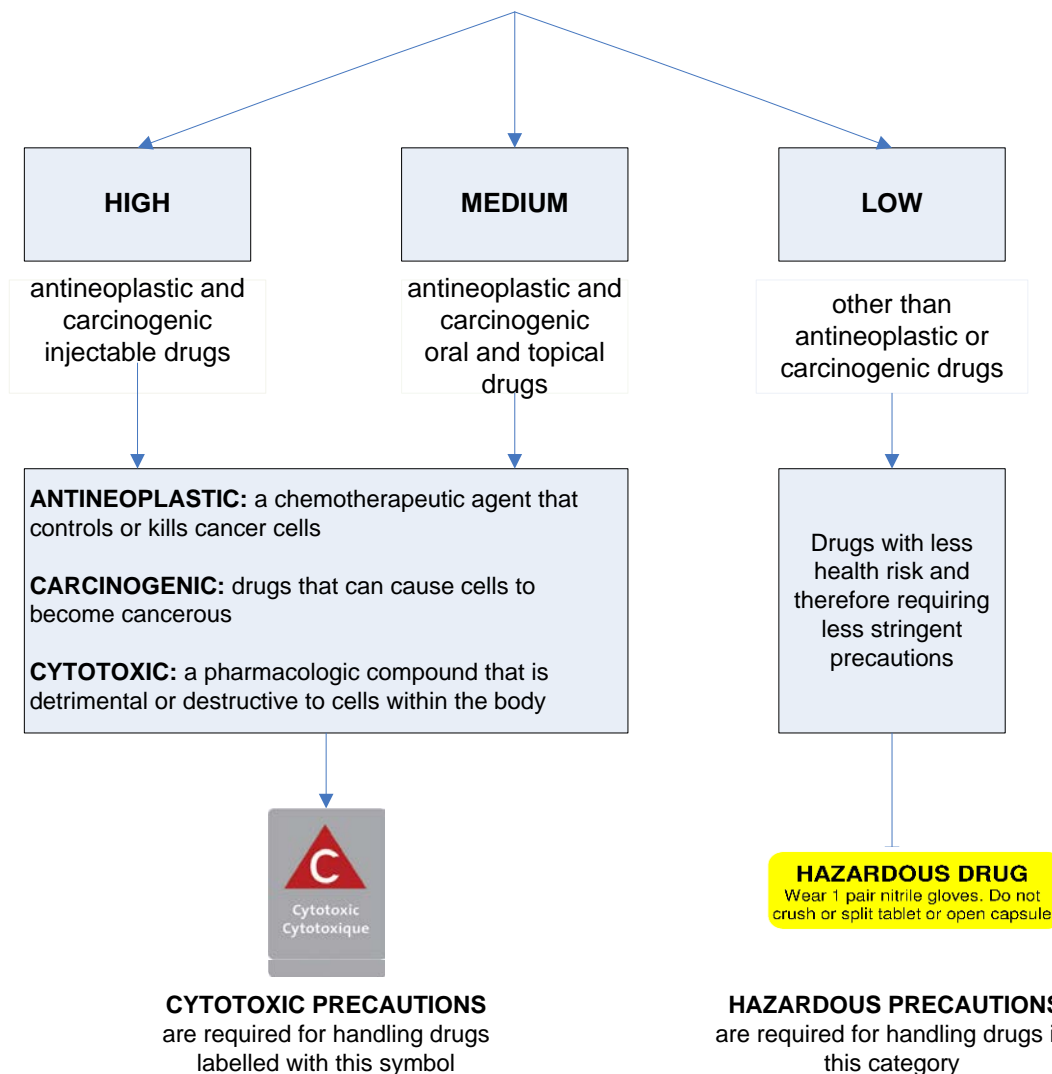 HIGH
MEDIUM
LOW
antineoplastic and
carcinogenic
injectable drugs
antineoplastic and
carcinogenic
oral and topical
drugs
other than
antineoplastic or
carcinogenic drugs
ANTINEOPLASTIC: a chemotherapeutic agent that
controls or kills cancer cells
CARCINOGENIC: drugs that can cause cells to
become cancerous
CYTOTOXIC: a pharmacologic compound that is
detrimental or destructive to cells within the body
Drugs with less
health risk and
therefore requiring
less stringent
precautions
C
Cytotoxic
Cytotoxique
HAZARDOUS DRUG
Wear 1 pair nitrile gloves. Do not
crush or split tablet or open capsule
CYTOTOXIC PRECAUTIONS
are required for handling drugs
labelled with this symbol
HAZARDOUS PRECAUTIONS
are required for handling drugs i
this category